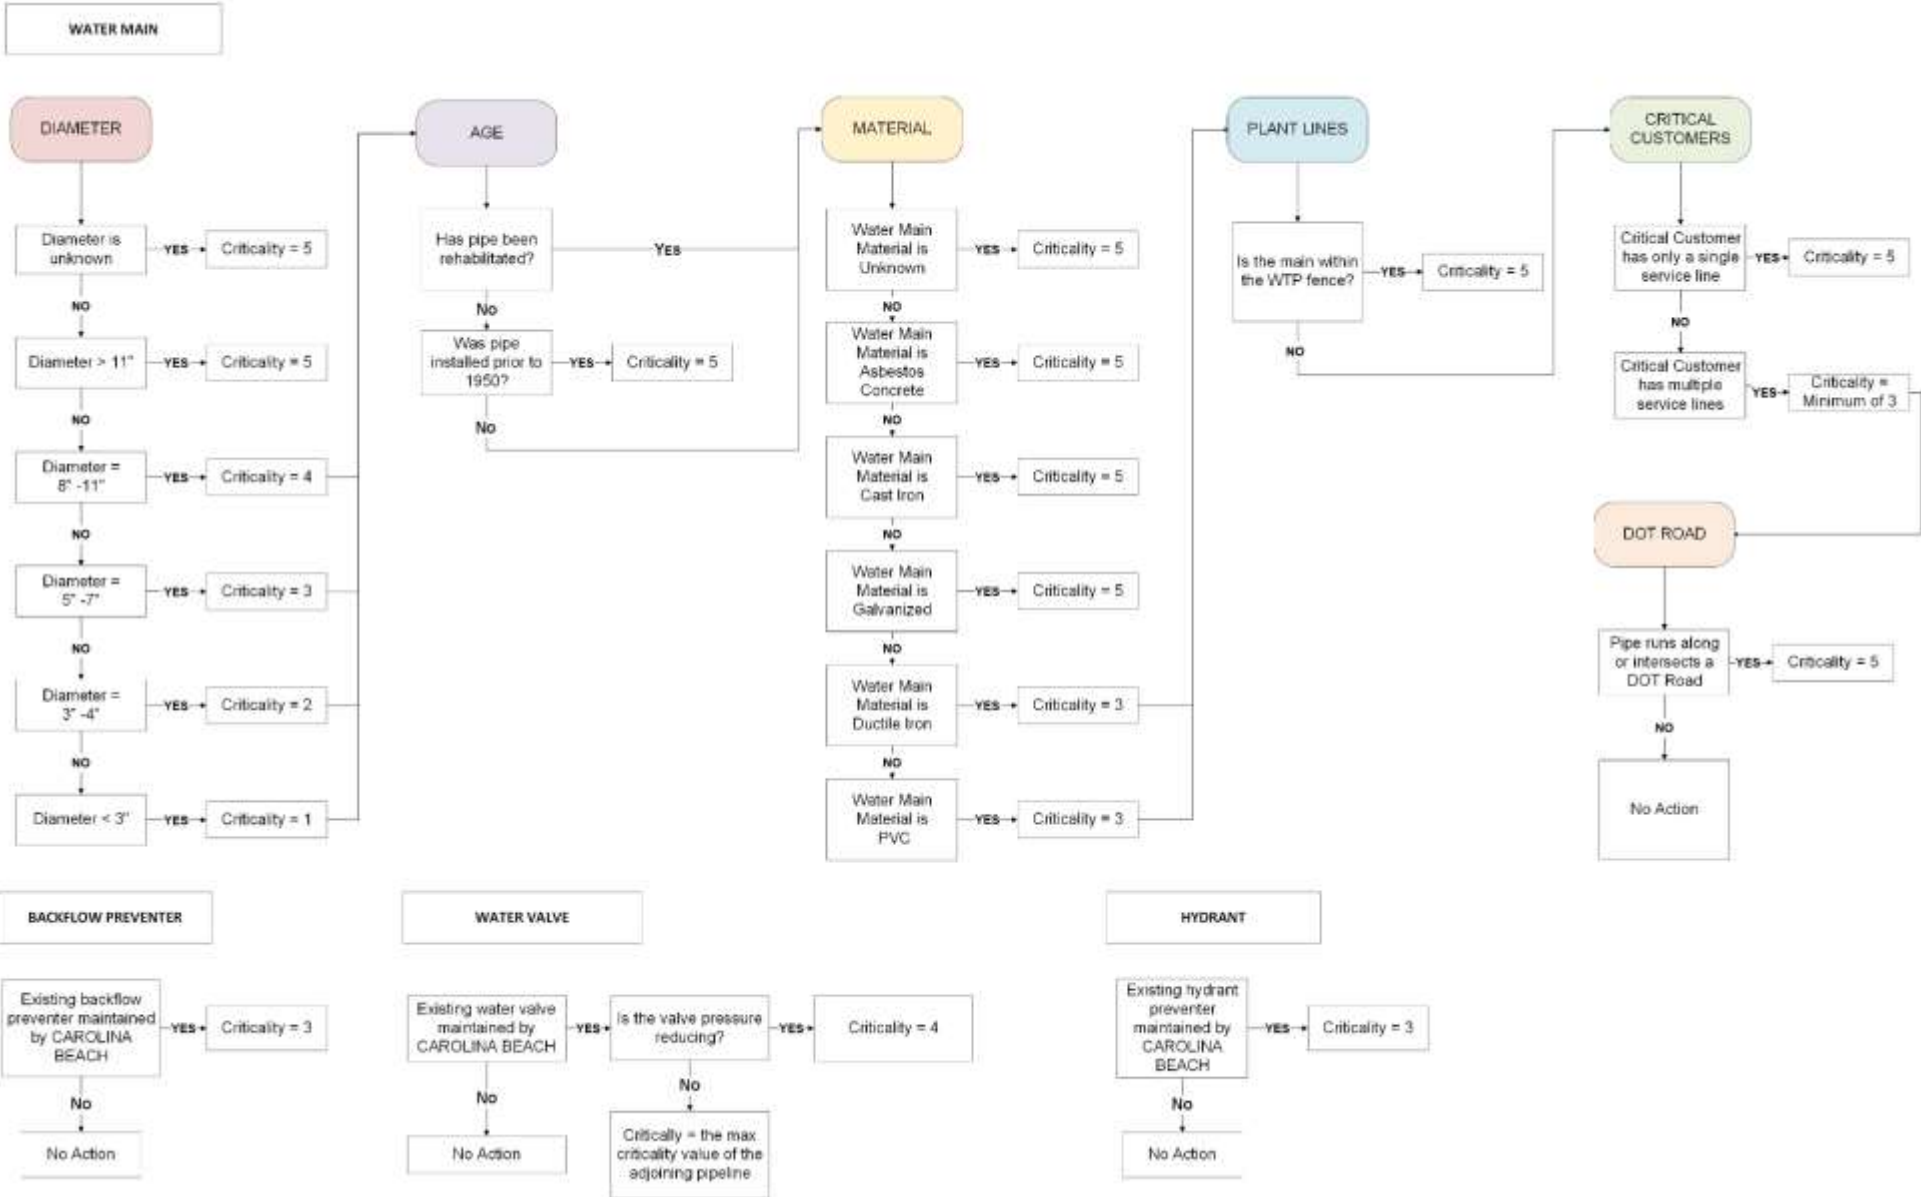 WATER MAIN
DIAMETER
Diameter is
unknown
YES
Criticality = 5
NO
Diameter > 11"
YES
Criticality = 5
NO
Diameter =
8" -11"
YES
Criticality = 4
NO
Diameter =
5" -7"
YES
Criticality = 3
NO
Diameter =
3" -4"
YES
Criticality = 2
NO
Diameter < 3"
YES
Criticality = 1
AGE
Has pipe been
rehabilitated?
YES
No
Was pipe
installed prior to
1950?
YES
Criticality = 5
No
MATERIAL
Water Main
Material is
Unknown
YES
Criticality = 5
NO
Water Main
Material is
Asbestos
Concrete
YES
Criticality = 5
NO
Water Main
Material is
Cast Iron
YES
Criticality = 5
NO
Water Main
Material is
Galvanized
YES
Criticality = 5
NO
Water Main
Material is
Ductile Iron
YES
Criticality = 3
NO
Water Main
Material is
PVC
YES
Criticality = 3
PLANT LINES
Is the main within
the WTP fence?
YES
Criticality = 5
NO
CRITICAL
CUSTOMERS
Critical Customer
has only a single
service line
YES
Criticality = 5
NO
Critical Customer
has multiple
service lines
YES
Criticality =
Minimum of 3
DOT ROAD
Pipe runs along
or intersects a
DOT Road
YES
Criticality = 5
NO
No Action
BACKFLOW PREVENTER
Existing backflow
preventer maintained
by CAROLINA
BEACH
YES
Criticality = 3
No
No Action
WATER VALVE
Existing water valve
maintained by
CAROLINA BEACH
YES
Is the valve pressure
reducing?
YES
Criticality = 4
No
No Action
No
Critically = the max
criticality value of the
adjoining pipeline
HYDRANT
Existing hydrant
preventer
maintained by
CAROLINA
BEACH
YES
Criticality = 3
No
No Action